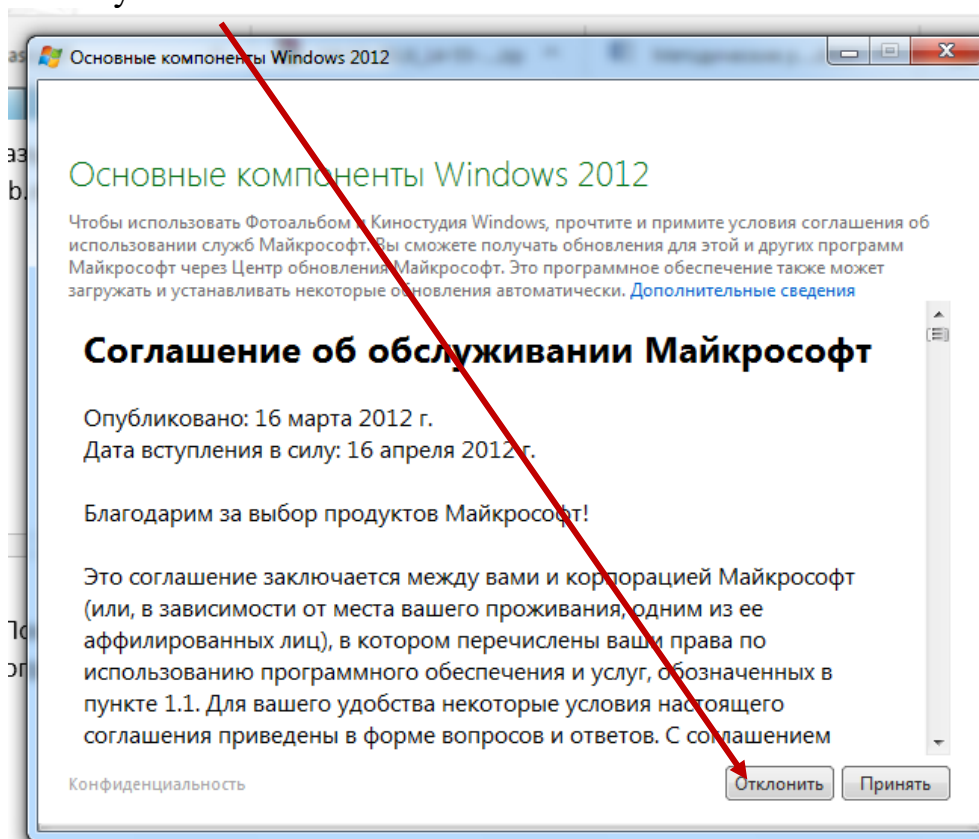 Основные компоненты Windows 2012
Основные компоненты Windows 2012
Чтобы использовать Фотоальбом и Киностудия Windows, прочтите и примите условия соглашения об
использовании служб Майкрософт. Вы сможете получать обновления для этой и других программ
Майкрософт через Центр обновления Майкрософт. Это программное обеспечение также может
загружать и устанавливать некоторые обновления автоматически. Дополнительные сведения
Соглашение об обслуживании Майкрософт
Опубликовано: 16 марта 2012 г.
Дата вступления в силу: 16 апреля 2012 г.
Благодарим за выбор продуктов Майкрософт!
Это соглашение заключается между вами и корпорацией Майкрософт
(или, в зависимости от места вашего проживания, одним из ее
аффилированных лиц), в котором перечислены ваши права по
использованию программного обеспечения и услуг, обозначенных в
пункте 1.1. Для вашего удобства некоторые условия настоящего
соглашения приведены в форме вопросов и ответов. С соглашением
Конфиденциальность
Отклонить
Принять